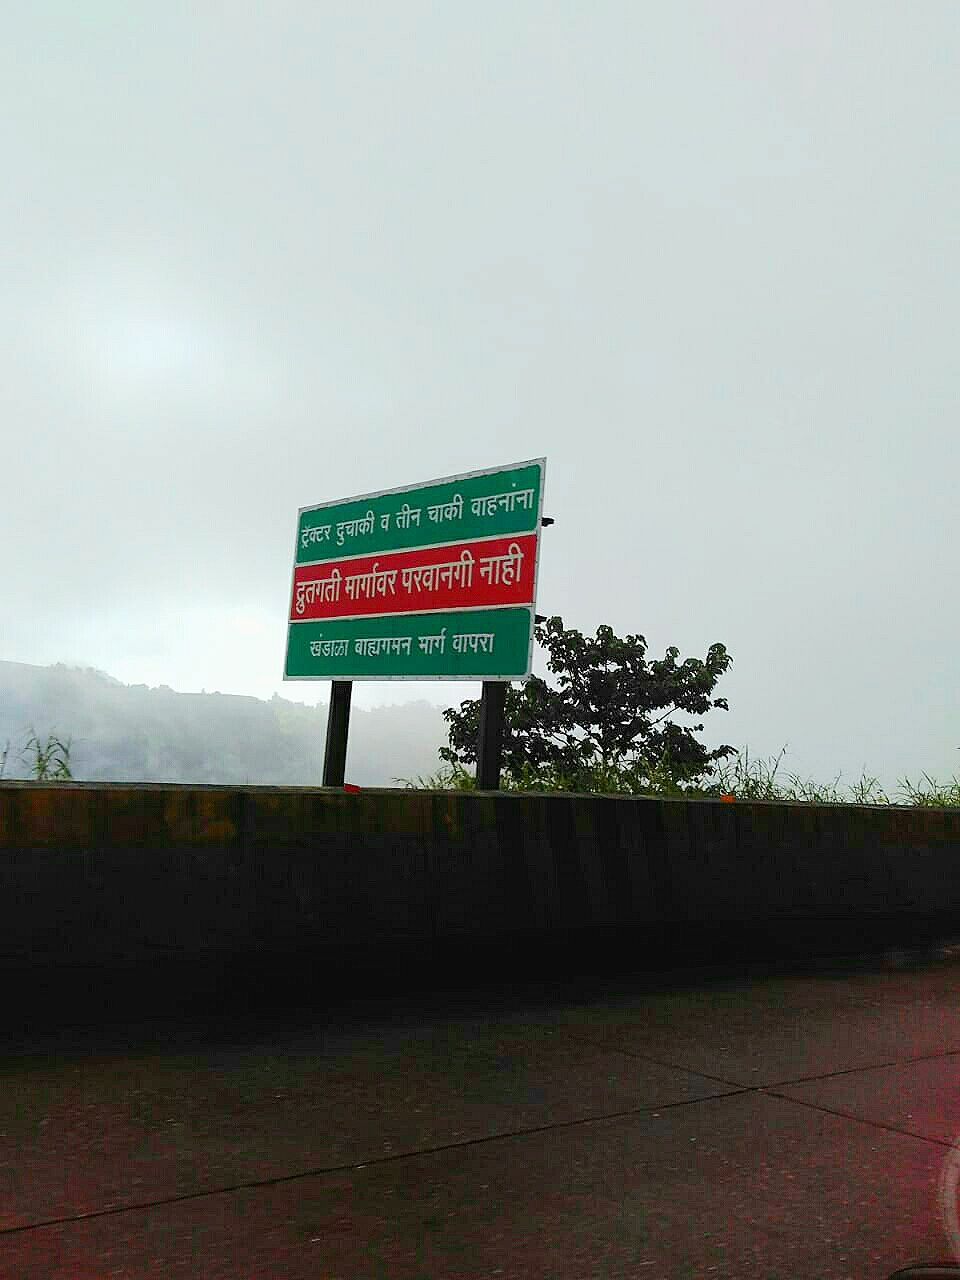 ट्रॅक्टर दुचाकी व तीन चाकी वाहनांना
द्रुतगती मार्गावर परवानगी नाही
खंडाळा बाह्यगमन मार्ग वापरा